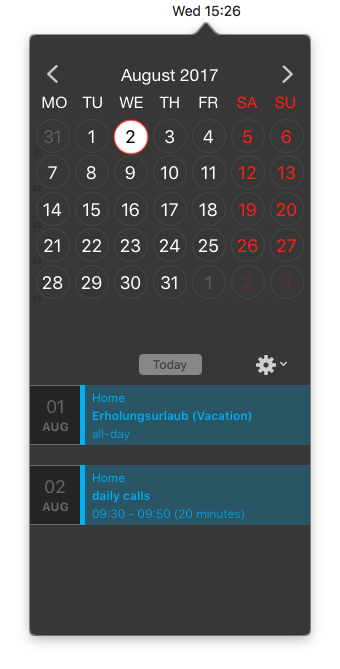 Wed 15:26
August 2017
MO TU WE TH FR SA SU
31 1 2 3 4 5 6
7 8 9 10 11 12 13
14 15 16 17 18 19 20
21 22 23 24 25 26 27
28 29 30 31 1 2 3
Today
01 AUG
Home
Erholungsurlaub (Vacation)
all-day
02 AUG
Home
daily calls
09:30 - 09:50 (20 minutes)